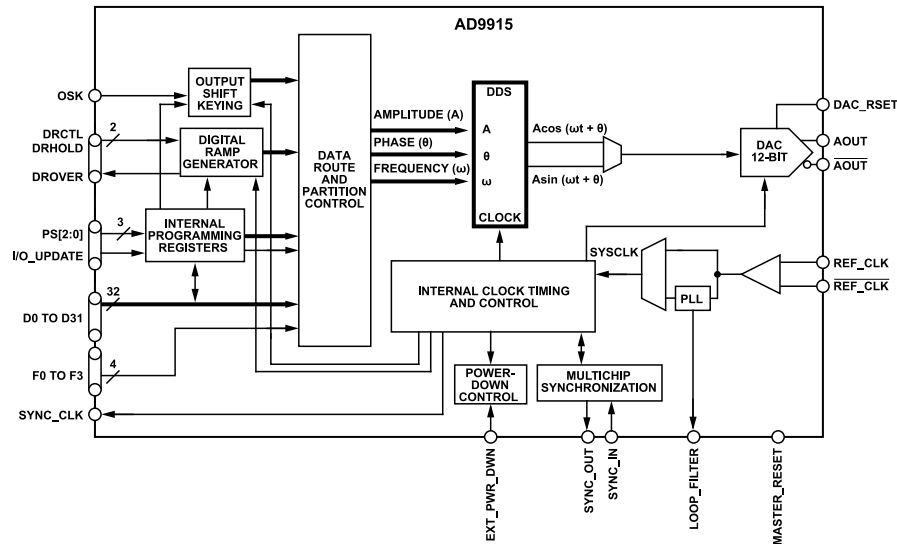 AD9915
OSK
OUTPUT
SHIFT
KEYING
DRCTL
DRHOLD
2
DROVER
DIGITAL
RAMP
GENERATOR
PS[2:0]
3
I/O_UPDATE
INTERNAL
PROGRAMMING
REGISTERS
32
D0 TO D31
F0 TO F3
4
SYNC_CLK
DATA
ROUTE
AND
PARTITION
CONTROL
AMPLITUDE (A)
PHASE (θ)
FREQUENCY (ω)
DDS
A
θ
ω
CLOCK
Acos (ωt + θ)
Asin (ωt + θ)
DAC
12-BIT
DAC_RSET
AOUT
AOUT
SYSCLK
REF_CLK
REF_CLK
PLL
INTERNAL CLOCK TIMING
AND CONTROL
POWER-
DOWN
CONTROL
MULTICHIP
SYNCHRONIZATION
EXT_PWR_DWN
SYNC_OUT
SYNC_IN
LOOP_FILTER
MASTER_RESET